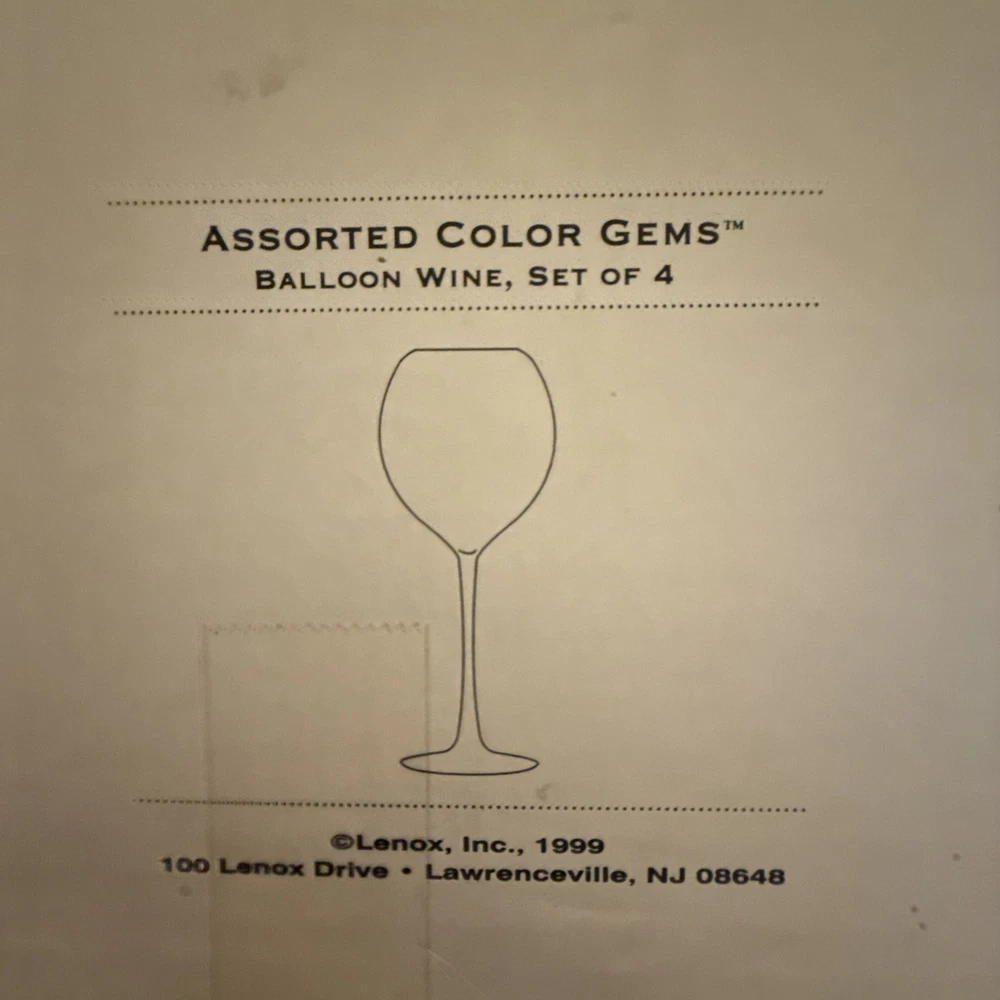 ASSORTED COLOR GEMS™
BALLOON WINE, SET OF 4
©Lenox, Inc., 1999
100 Lenox Drive • Lawrenceville, NJ 08648